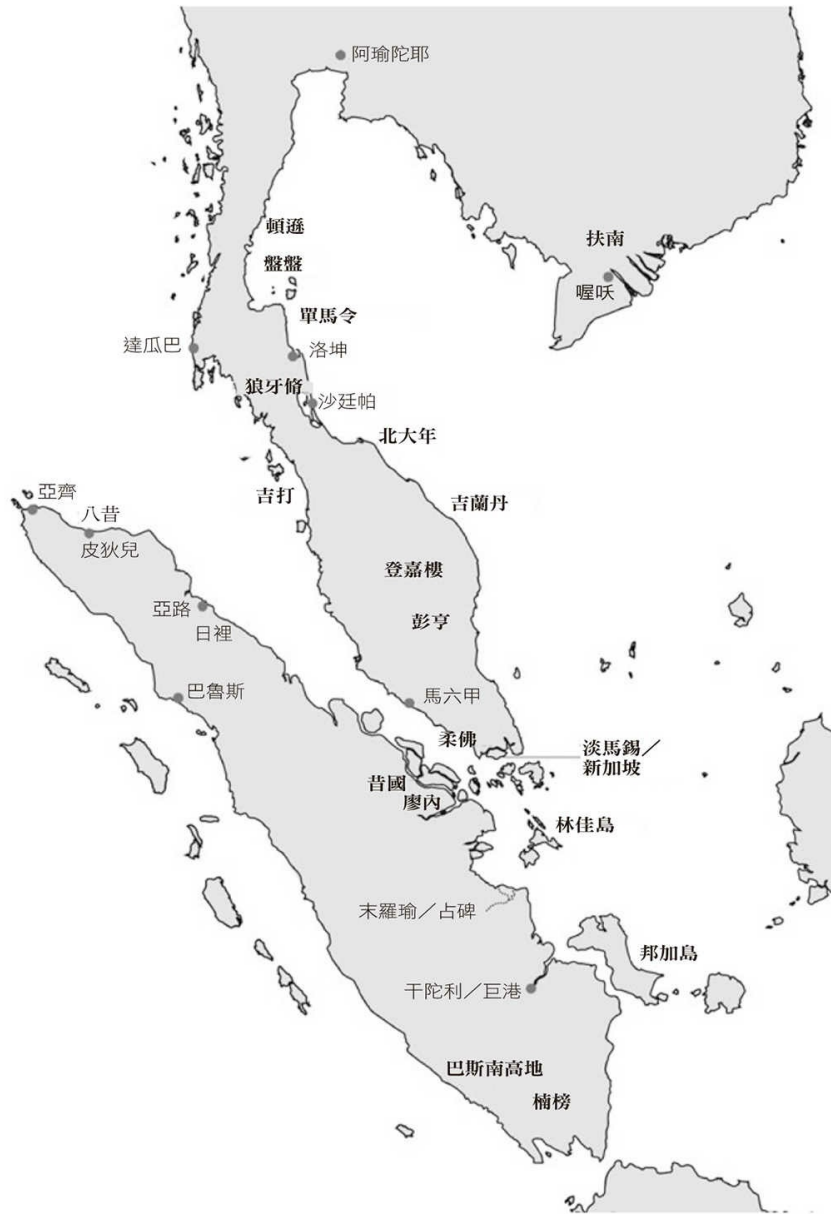 阿瑜陀耶
頓遜
扶南
盤盤
喔吙
單馬令
達瓜巴
洛坤
狼牙脩
沙廷帕
北大年
亞齊
吉打
吉蘭丹
八昔
皮狄兒
登嘉樓
亞路
彭亨
日裡
巴魯斯
馬六甲
柔佛
淡馬錫／
新加坡
昔國
廖內
林佳島
末羅瑜／占碑
邦加島
干陀利／巨港
巴斯南高地
楠榜